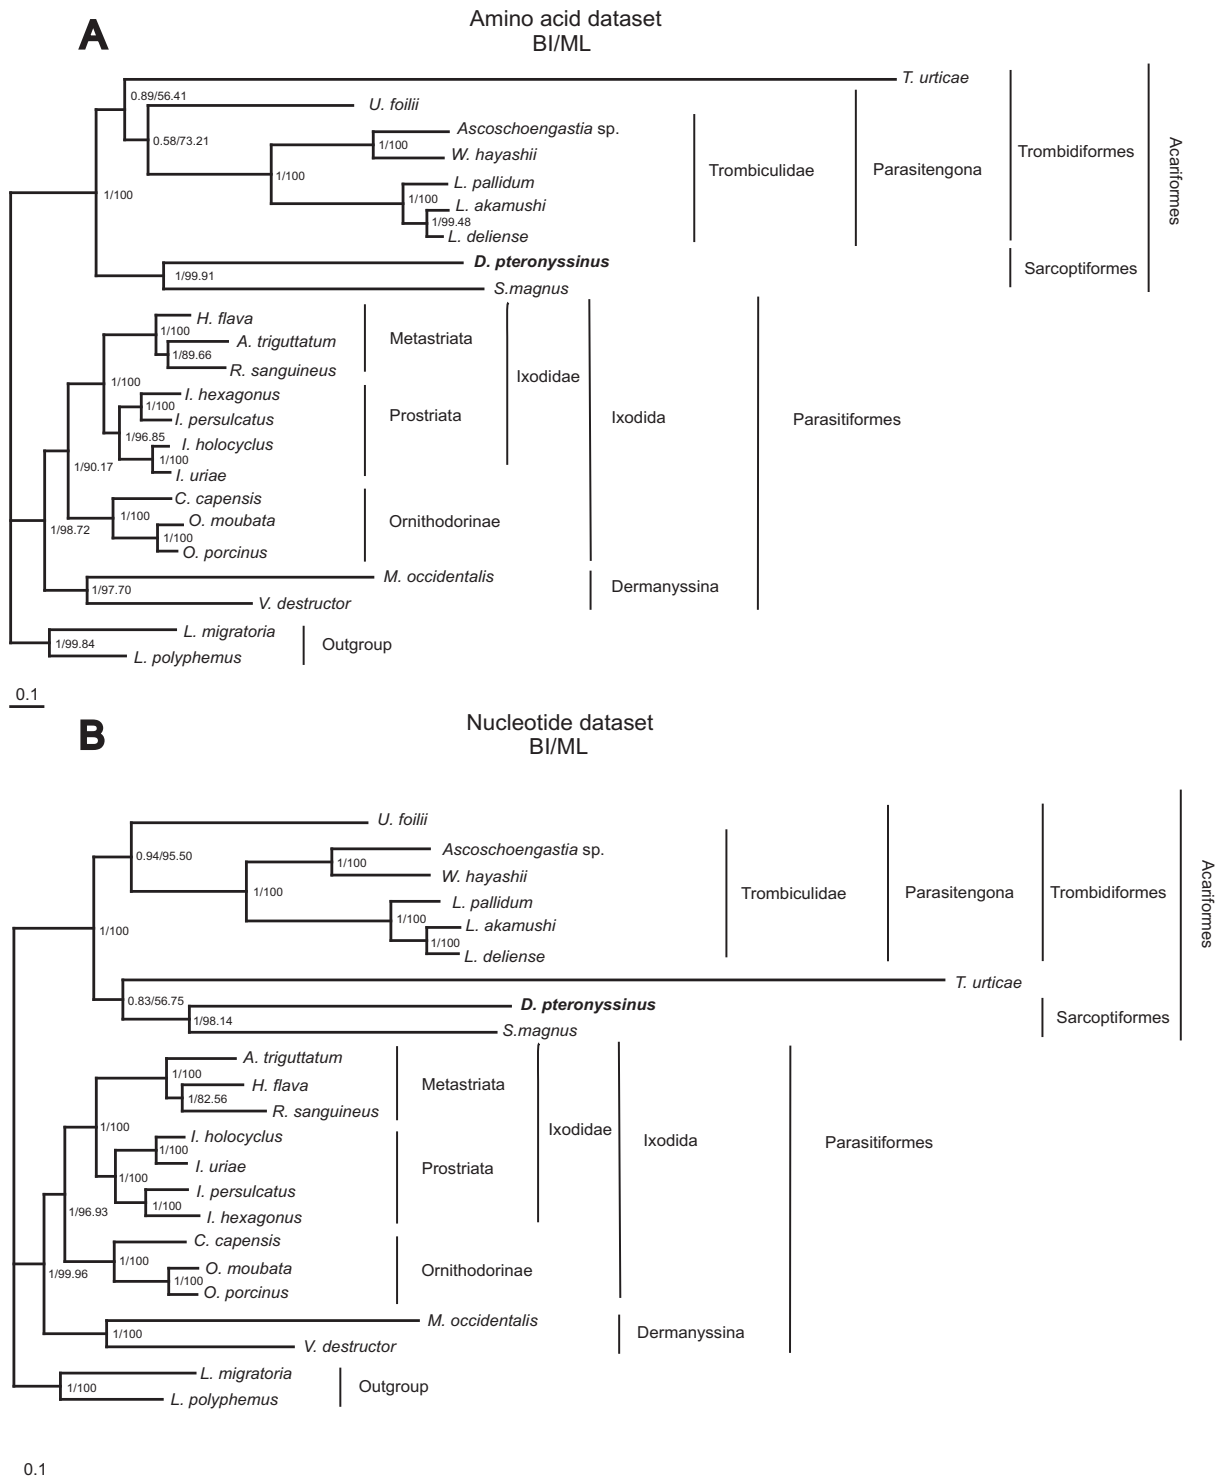 A
Amino acid dataset
BI/ML
T. urticae
0.89/56.41
U. foilii
0.58/73.21
Ascoschoengastia sp.
1/100
W. hayashii
1/100
Trombiculidae
Parasitengona
Trombidiformes
Acariformes
L. pallidum
1/100
1/100
L. akamushi
1/99.48
L. deliense
D. pteronyssinus
1/99.91
Sarcoptiformes
S.magnus
H. flava
1/100
A. triguttatum
Metastriata
1/89.66
R. sanguineus
1/100
Ixodidae
I. hexagonus
1/100
I. persulcatus
Prostriata
Ixodida
Parasitiformes
1/96.85
I. holocyclus
1/100
1/90.17
I. uriae
C. capensis
1/100
O. moubata
Ornithodorinae
1/98.72
1/100
O. porcinus
M. occidentalis
1/97.70
Dermanyssina
V. destructor
L. migratoria
1/99.84
Outgroup
L. polyphemus
0.1
B
Nucleotide dataset
BI/ML
U. foilii
0.94/95.50
Ascoschoengastia sp.
1/100
W. hayashii
1/100
Trombiculidae
Parasitengona
Trombidiformes
Acariformes
L. pallidum
1/100
L. akamushi
1/100
1/100
L. deliense
T. urticae
0.83/56.75
D. pteronyssinus
1/98.14
Sarcoptiformes
S.magnus
A. triguttatum
1/100
H. flava
Metastriata
1/82.56
R. sanguineus
1/100
Ixodidae
I. holocyclus
1/100
Ixodida
Parasitiformes
I. uriae
Prostriata
1/100
I. persulcatus
1/100
1/96.93
I. hexagonus
C. capensis
1/100
O. moubata
Ornithodorinae
1/99.96
1/100
O. porcinus
M. occidentalis
1/100
Dermanyssina
V. destructor
L. migratoria
1/100
Outgroup
L. polyphemus
0.1